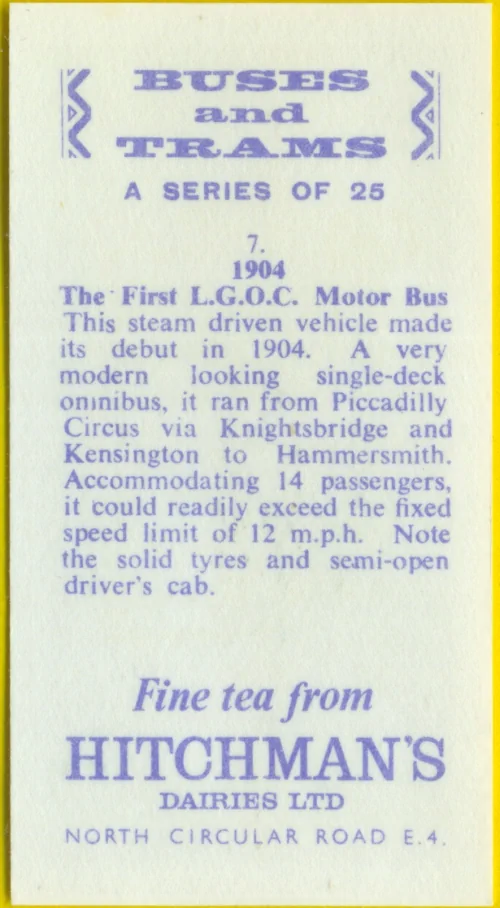 BUSES
and
TRAMS
A SERIES OF 25
7.
1904
The First L.G.O.C. Motor Bus
This steam driven vehicle made
its debut in 1904. A very
modern looking single-deck
omnibus, it ran from Piccadilly
Circus via Knightsbridge and
Kensington to Hammersmith.
Accommodating 14 passengers,
it could readily exceed the fixed
speed limit of 12 m.p.h. Note
the solid tyres and semi-open
driver's cab.
Fine tea from
HITCHMAN'S
DAIRIES LTD
NORTH CIRCULAR ROAD E.4.